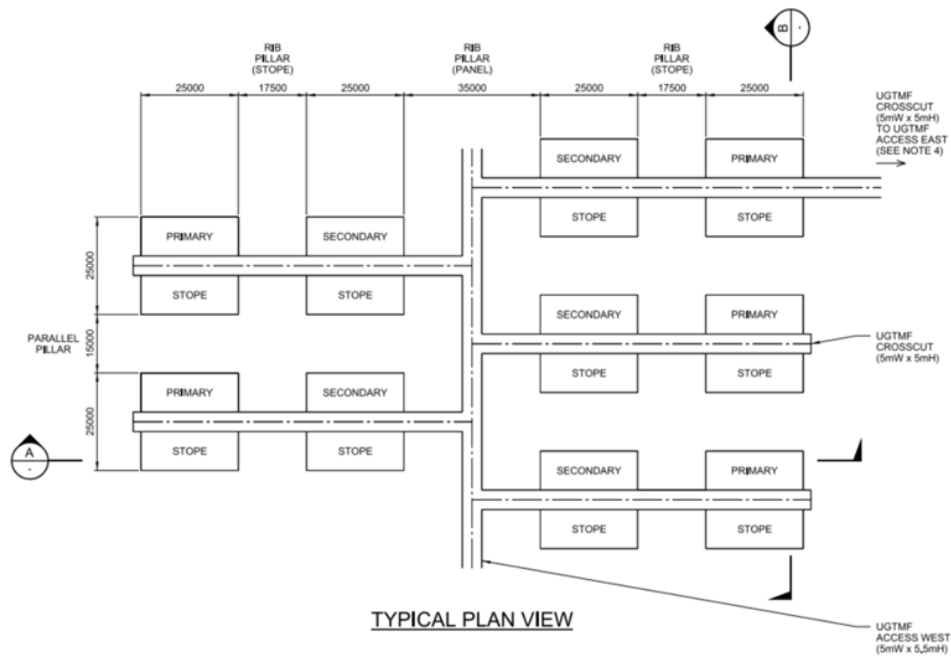 B
-
RIB
PILLAR
(STOPE)
RIB
PILLAR
(PANEL)
RIB
PILLAR
(STOPE)
25000
17500
25000
35000
25000
17500
25000
UGTMF
CROSSCUT
(5mW x 5mH)
TO UGTMF
ACCESS EAST
(SEE NOTE 4)
SECONDARY
PRIMARY
STOPE
STOPE
PRIMARY
SECONDARY
25000
STOPE
STOPE
SECONDARY
PRIMARY
PARALLEL
PILLAR
15000
UGTMF
CROSSCUT
(5mW x 5mH)
STOPE
STOPE
PRIMARY
SECONDARY
25000
STOPE
STOPE
A
-
SECONDARY
PRIMARY
STOPE
STOPE
TYPICAL PLAN VIEW
UGTMF
ACCESS WEST
(5mW x 5.5mH)